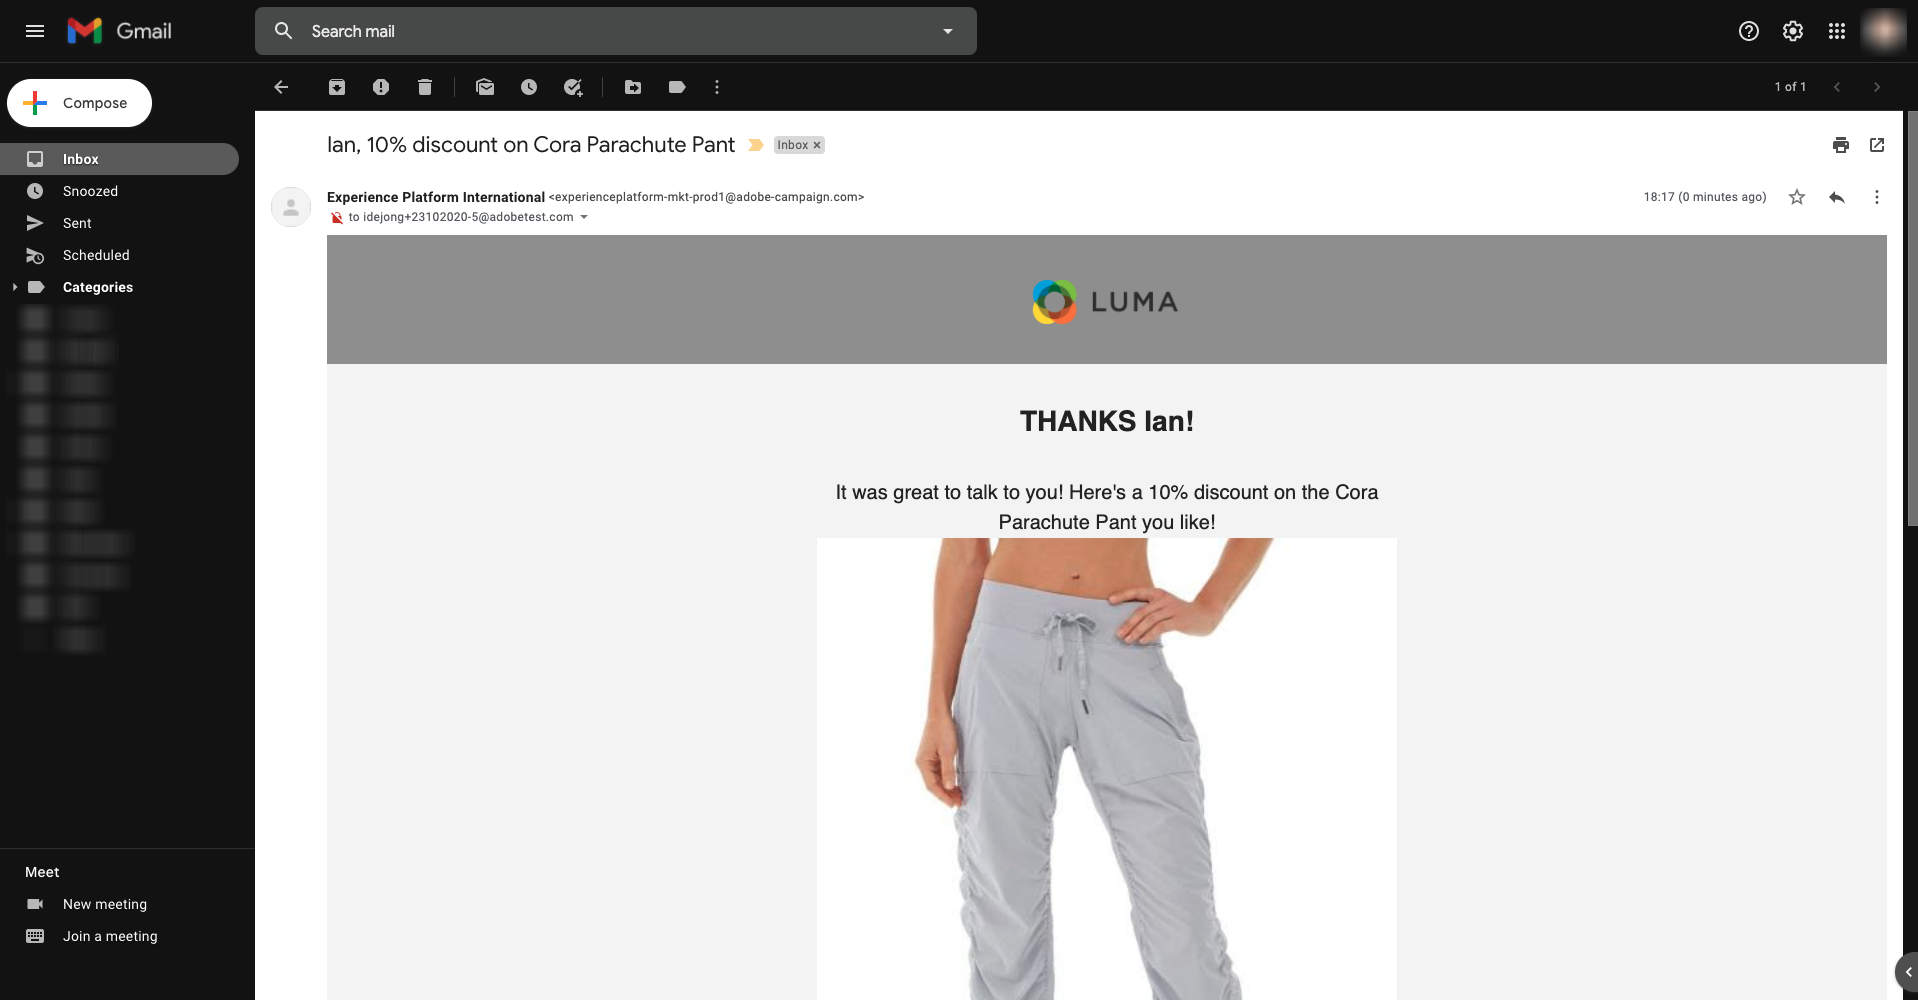 Gmail
Search mail
Compose
1 of 1
Inbox
Snoozed
Sent
Scheduled
Categories
Ian, 10% discount on Cora Parachute Pant
Inbox ×
Experience Platform International <experienceplatform-mkt-prod1@adobe-campaign.com>
18:17 (0 minutes ago)
to idejong+23102020-5@adobetest.com
LUMA
THANKS Ian!
It was great to talk to you! Here's a 10% discount on the Cora
Parachute Pant you like!
Meet
New meeting
Join a meeting